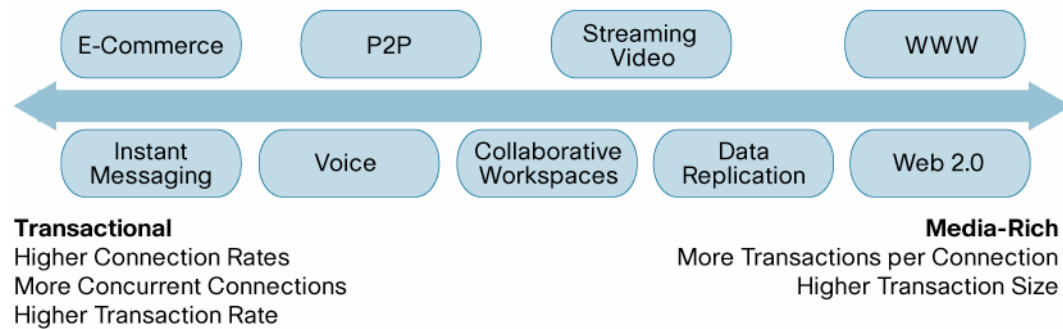 E-Commerce
P2P
Streaming
Video
WWW
Instant
Messaging
Voice
Collaborative
Workspaces
Data
Replication
Web 2.0
Transactional
Higher Connection Rates
More Concurrent Connections
Higher Transaction Rate
Media-Rich
More Transactions per Connection
Higher Transaction Size